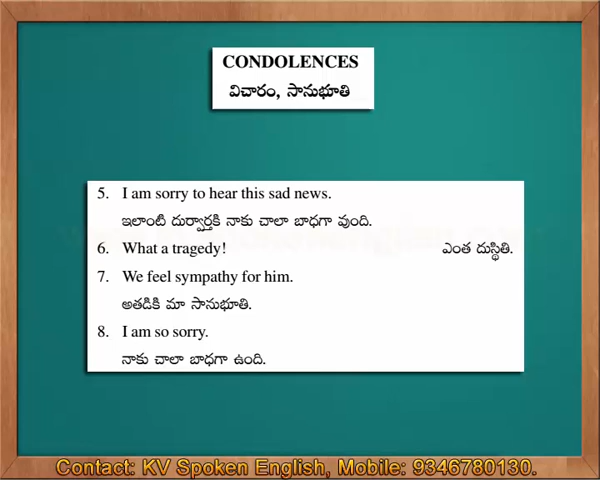 CONDOLENCES
విచారం, సానుభూతి
5. I am sorry to hear this sad news.
ఇలాంటి దుర్వార్తకి నాకు చాలా బాధగా వుంది.
6. What a tragedy! ఎంత దుస్థితి.
7. We feel sympathy for him.
అతడికి మా సానుభూతి.
8. I am so sorry.
నాకు చాలా బాధగా ఉంది.
Contact: KV Spoken English, Mobile: 9346780130.